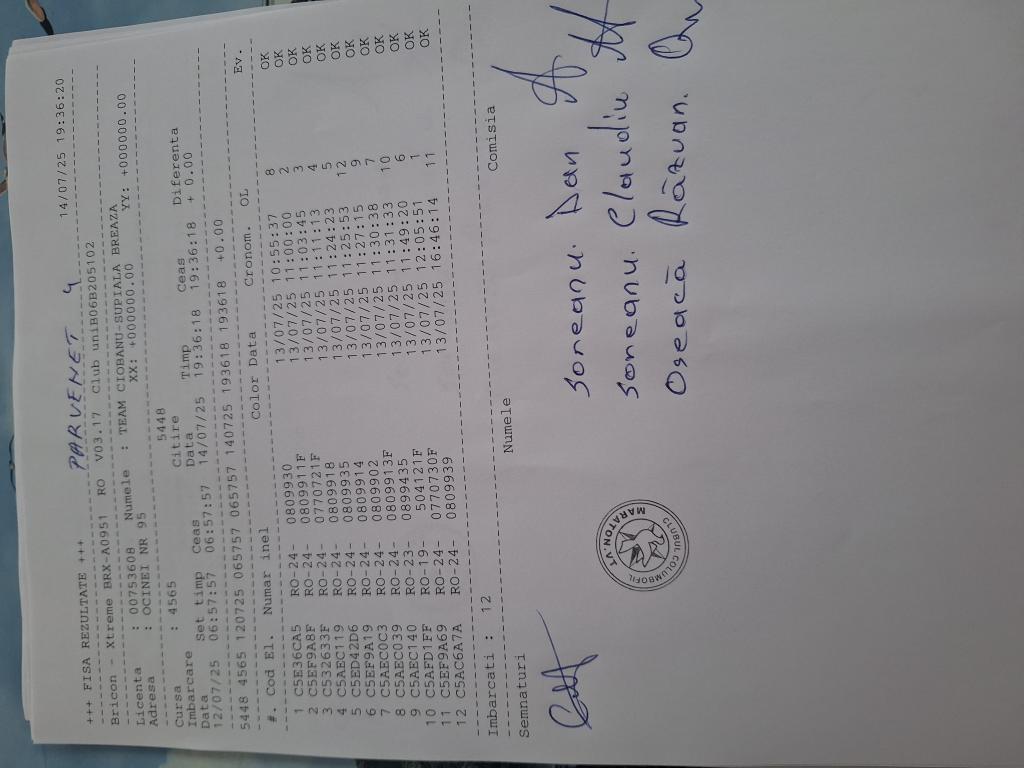 PARVENET 4
+++ FISA REZULTATE +++ 14/07/25 19:36:20
Bricon - Xtreme BRX-A0951 RO V03.17 Club uniB06B205102
Licenta : 00753608 Numele : TEAM CIOBANU-SUPIALA BREAZA
Adresa : OCINEI NR 95 XX: +000000.00 YY: +000000.00
5448
Cursa : 4565
Imbarcare Citire
Data Set timp Ceas Data Timp Ceas Diferenta
12/07/25 06:57:57 06:57:57 14/07/25 19:36:18 19:36:18 + 0.00
5448 4565 120725 065757 065757 140725 193618 193618 +0.00
#. Cod El. Numar inel Color Data Cronom. OL Ev.
1 C5E36CA5 RO-24- 0809930 13/07/25 10:55:37 8 OK
2 C5EF9A8F RO-24- 0809911F 13/07/25 11:00:00 2 OK
3 C532633F RO-24- 0770721F 13/07/25 11:03:45 3 OK
4 C5AEC119 RO-24- 0809918 13/07/25 11:11:13 4 OK
5 C5ED42D6 RO-24- 0809935 13/07/25 11:24:23 5 OK
6 C5EF9A19 RO-24- 0809914 13/07/25 11:25:53 12 OK
7 C5AEC0C3 RO-24- 0809902 13/07/25 11:27:15 9 OK
8 C5AEC039 RO-24- 0809913F 13/07/25 11:30:38 7 OK
9 C5AEC140 RO-23- 0899435 13/07/25 11:31:33 10 OK
10 C5AFD1FF RO-19- 504121F 13/07/25 11:49:20 6 OK
11 C5EF9A69 RO-24- 0770730F 13/07/25 12:05:51 1 OK
12 C5AC6A7A RO-24- 0809939 13/07/25 16:46:14 11 OK
Imbarcati : 12
Semnaturi Numele Comisia
Soneanu. Dan
Soneanu. Claudiu
Oseacă Răzvan.
CLUBUL COLUMBOFIL
MARATON V.